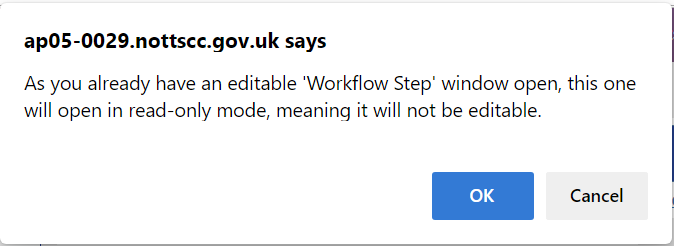 ap05-0029.nottscc.gov.uk says
As you already have an editable 'Workflow Step' window open, this one
will open in read-only mode, meaning it will not be editable.
OK
Cancel